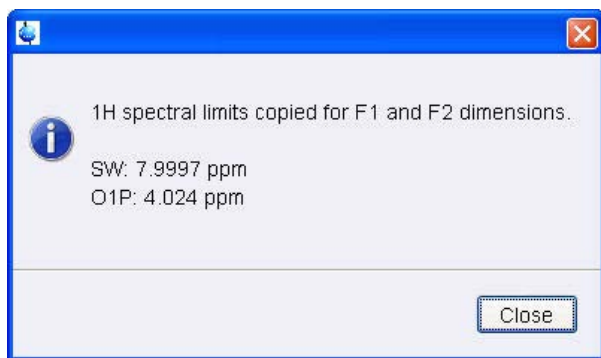 1H spectral limits copied for F1 and F2 dimensions.
SW: 7.9997 ppm
O1P: 4.024 ppm
Close